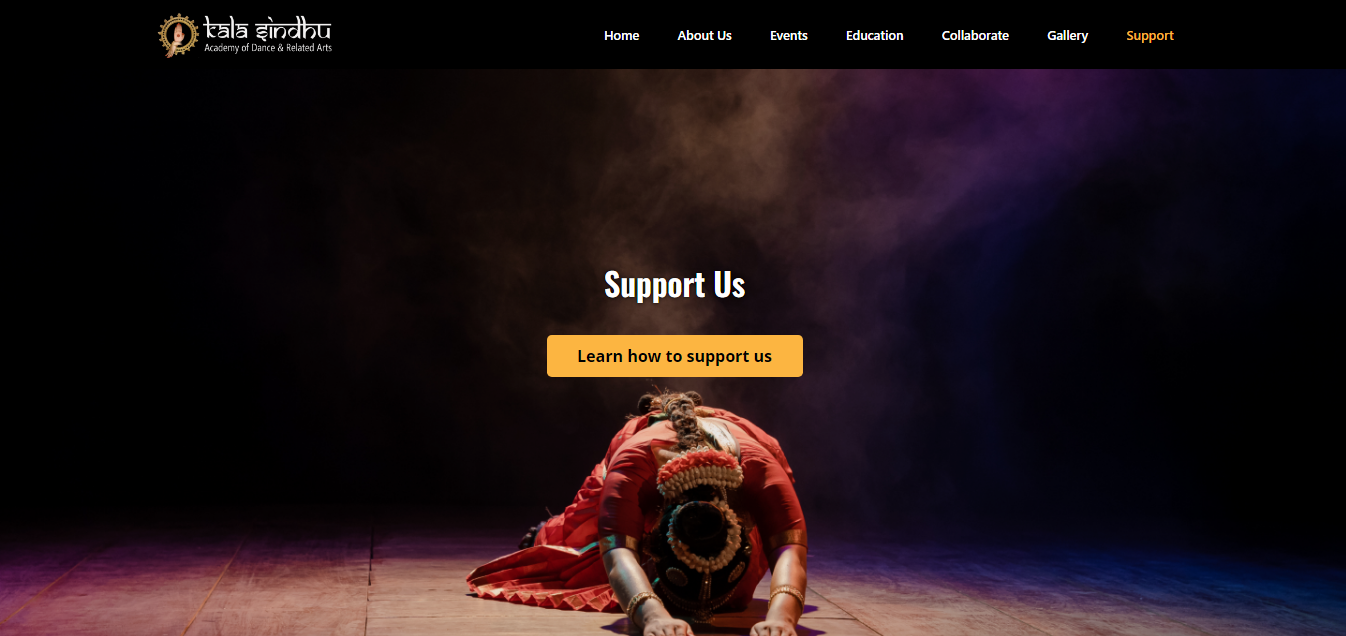 kala sindhu
Academy of Dance & Related Arts
Home About Us Events Education Collaborate Gallery Support
Support Us
Learn how to support us